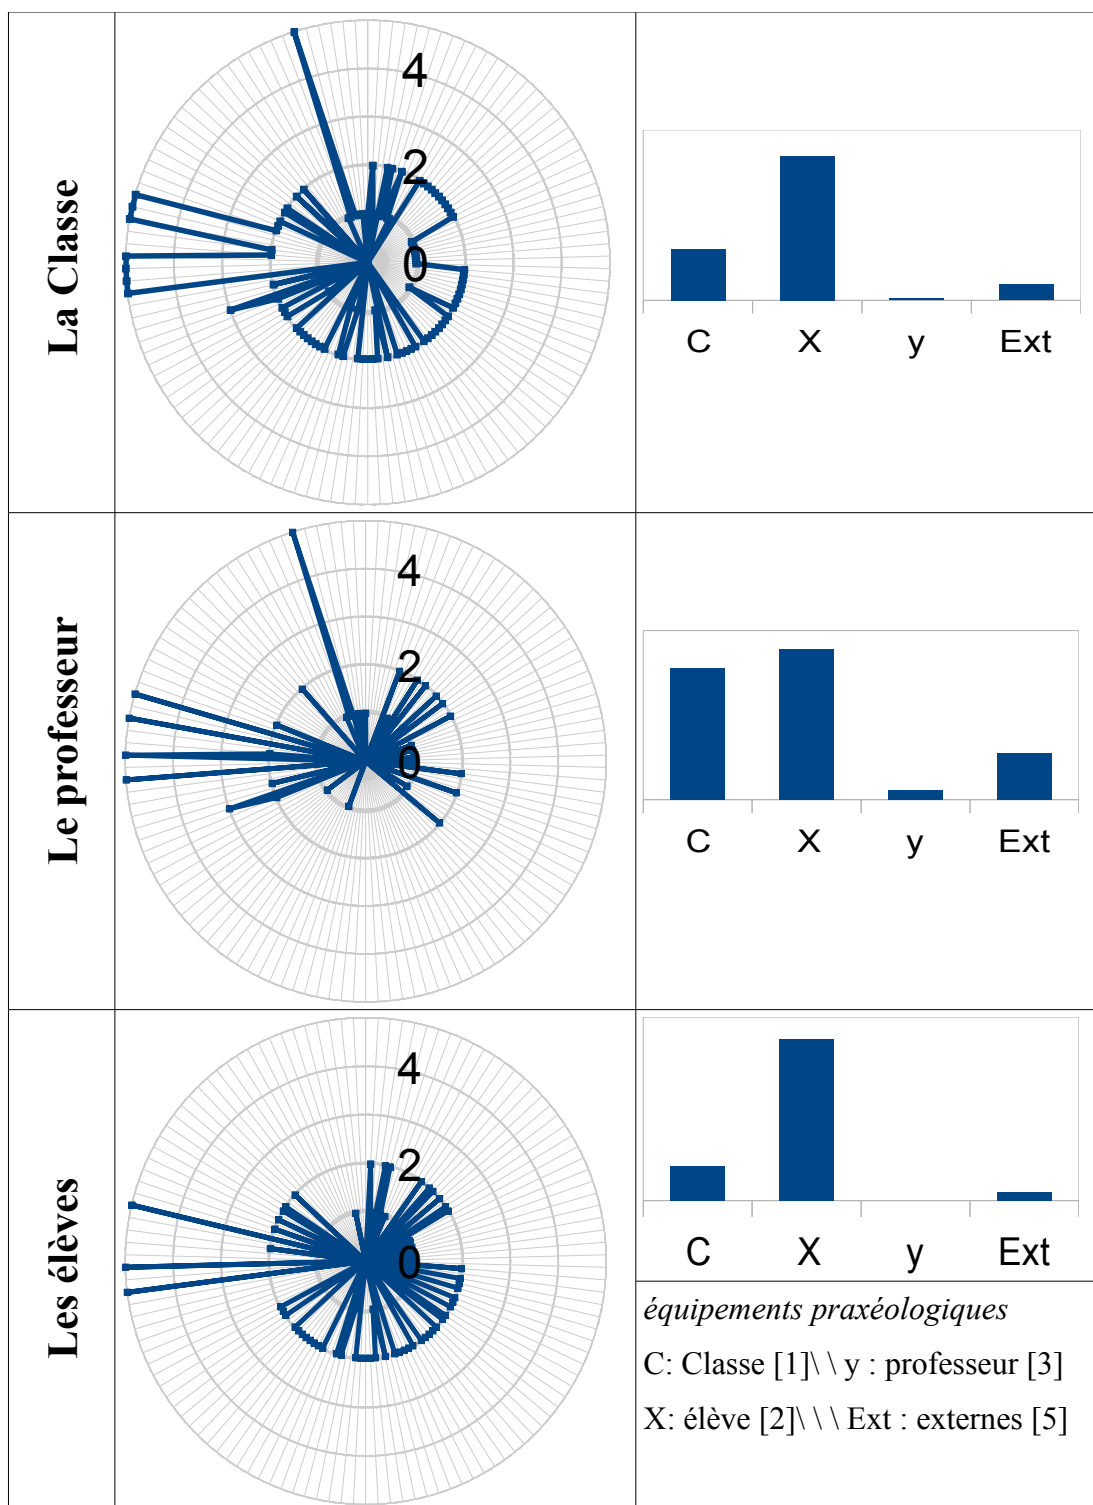 La Classe
4
2
0
C X y Ext
Le professeur
4
2
0
C X y Ext
Les élèves
4
2
0
C X y Ext
équipements praxéologiques
C: Classe [1]\ \ y : professeur [3]
X: élève [2]\ \ \ Ext : externes [5]